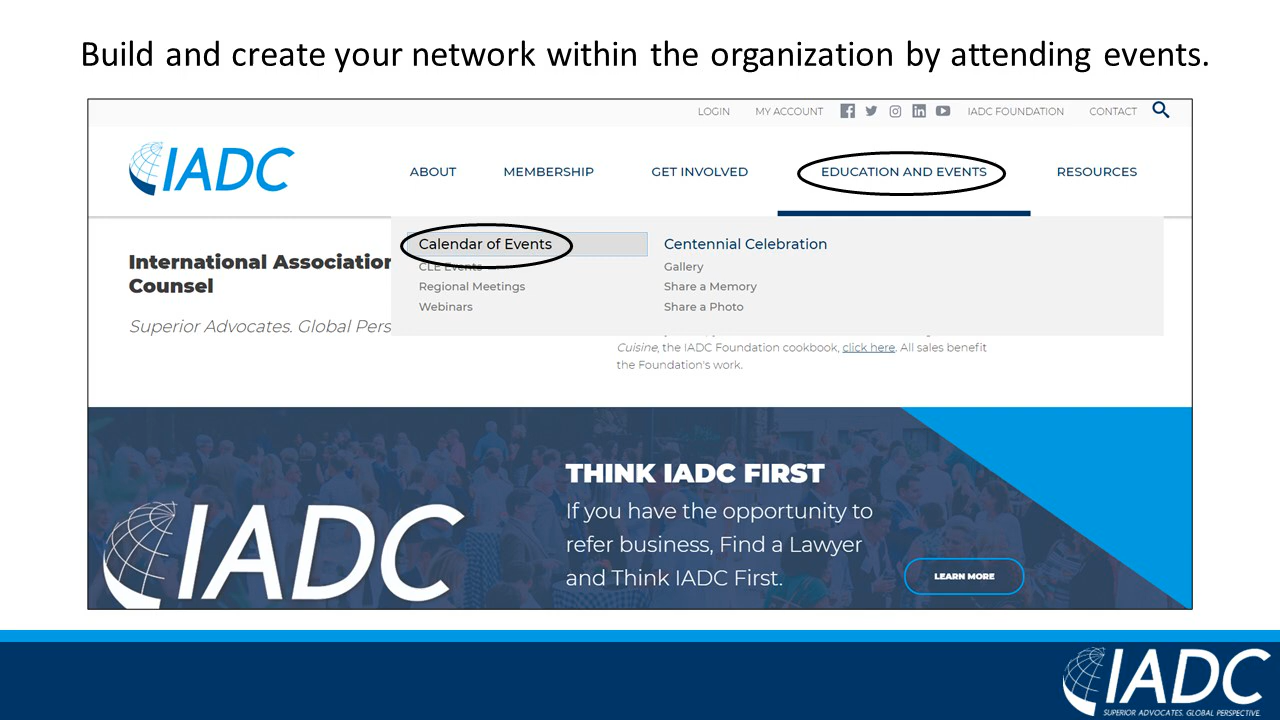 Build and create your network within the organization by attending events.
LOGIN MY ACCOUNT IADC FOUNDATION CONTACT
IADC
ABOUT MEMBERSHIP GET INVOLVED EDUCATION AND EVENTS RESOURCES
Calendar of Events
CLE Events
Regional Meetings
Webinars
Centennial Celebration
Gallery
Share a Memory
Share a Photo
International Association
Counsel
Superior Advocates. Global Pers
Cuisine, the IADC Foundation cookbook, click here. All sales benefit
the Foundation's work.
IADC
THINK IADC FIRST
If you have the opportunity to
refer business, Find a Lawyer
and Think IADC First.
LEARN MORE
IADC
SUPERIOR ADVOCATES. GLOBAL PERSPECTIVE.